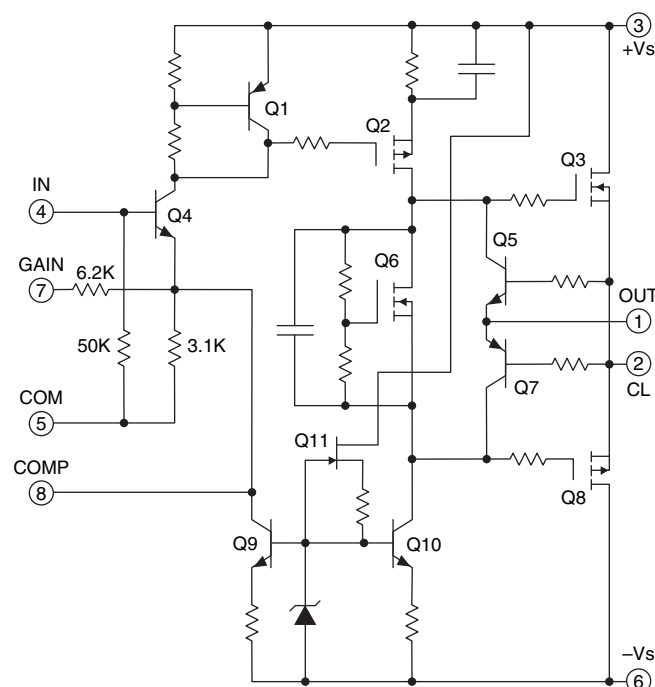 3
+Vs
Q1
Q2
Q3
IN
4
Q4
Q5
GAIN
7
6.2K
Q6
OUT
1
50K
3.1K
2
CL
COM
5
Q7
Q11
COMP
8
Q8
Q9
Q10
–Vs
6